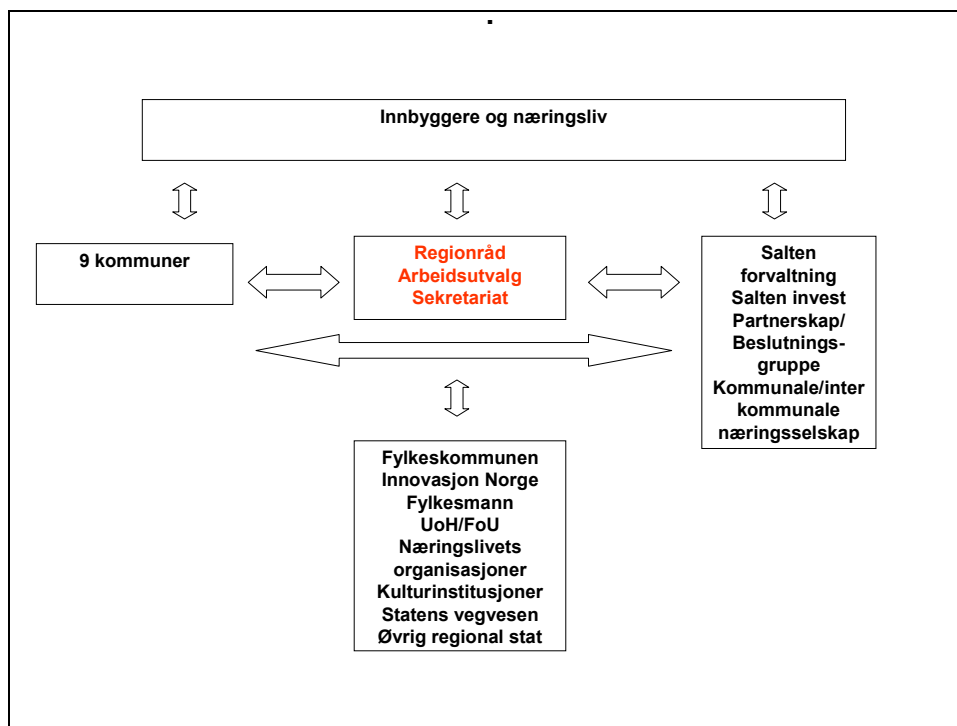 .
Innbyggere og næringsliv
9 kommuner
Regionråd
Arbeidsutvalg
Sekretariat
Salten
forvaltning
Salten invest
Partnerskap/
Beslutnings-
gruppe
Kommunale/inter
kommunale
næringsselskap
Fylkeskommunen
Innovasjon Norge
Fylkesmann
UoH/FoU
Næringslivets
organisasjoner
Kulturinstitusjoner
Statens vegvesen
Øvrig regional stat